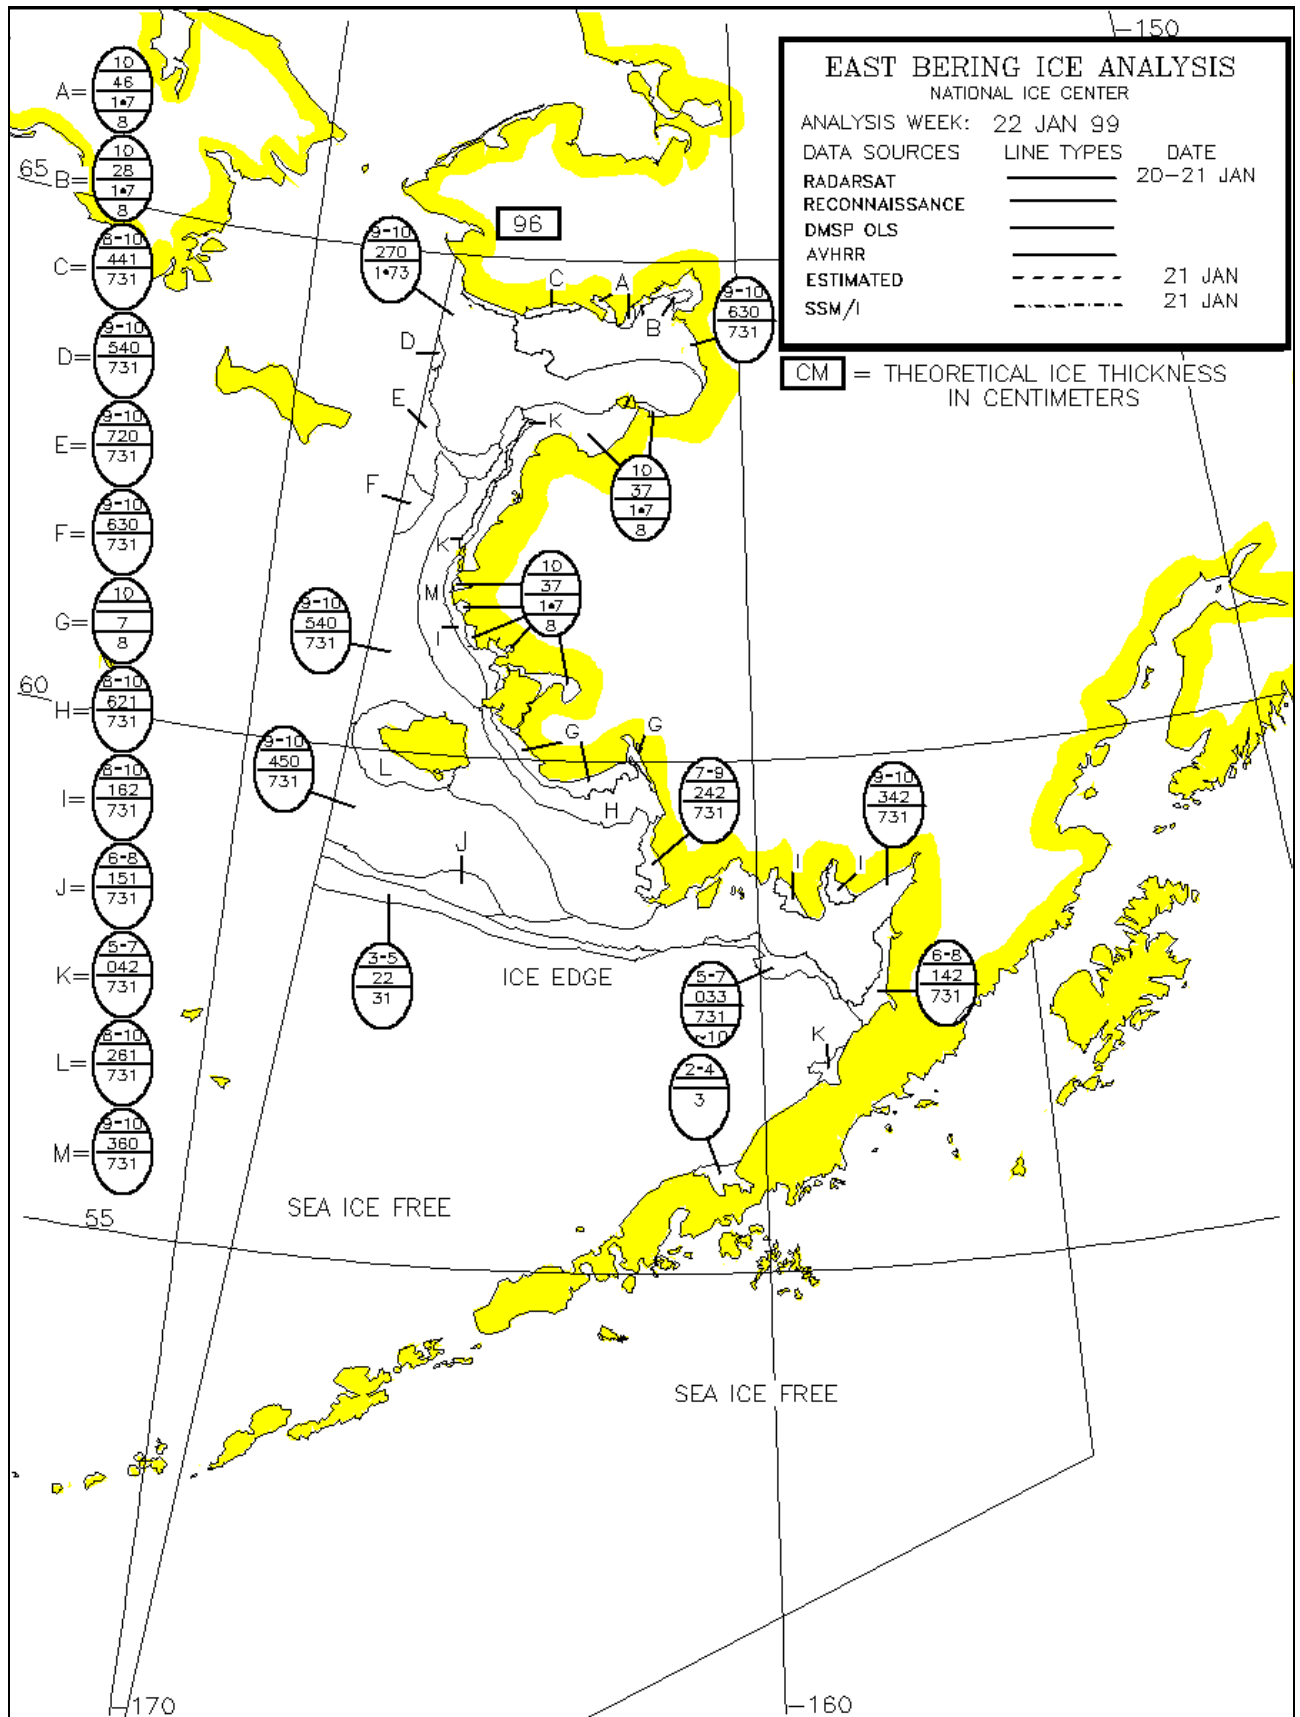 -150
EAST BERING ICE ANALYSIS
NATIONAL ICE CENTER
ANALYSIS WEEK: 22 JAN 99
DATA SOURCES LINE TYPES DATE
RADARSAT 20-21 JAN
RECONNAISSANCE
DMSP OLS
AVHRR
ESTIMATED 21 JAN
SSM/I 21 JAN
CM = THEORETICAL ICE THICKNESS
IN CENTIMETERS
A=
10
46
1•7
8
B=
10
28
1•7
8
C=
8-10
441
731
D=
9-10
540
731
E=
9-10
720
731
F=
9-10
630
731
G=
10
7
8
H=
8-10
621
731
I=
8-10
162
731
J=
6-8
151
731
K=
5-7
042
731
L=
8-10
261
731
M=
9-10
360
731
65
96
9-10
270
1•73
C
A
B
9-10
630
731
D
E
K
F
10
37
1•7
8
K
M
I
10
37
1•7
8
9-10
540
731
60
9-10
450
731
L
G
G
H
7-9
242
731
9-10
342
731
J
I
I
3-5
22
31
ICE EDGE
5-7
033
731
~10
6-8
142
731
K
2-4
3
SEA ICE FREE
55
SEA ICE FREE
-170
-160